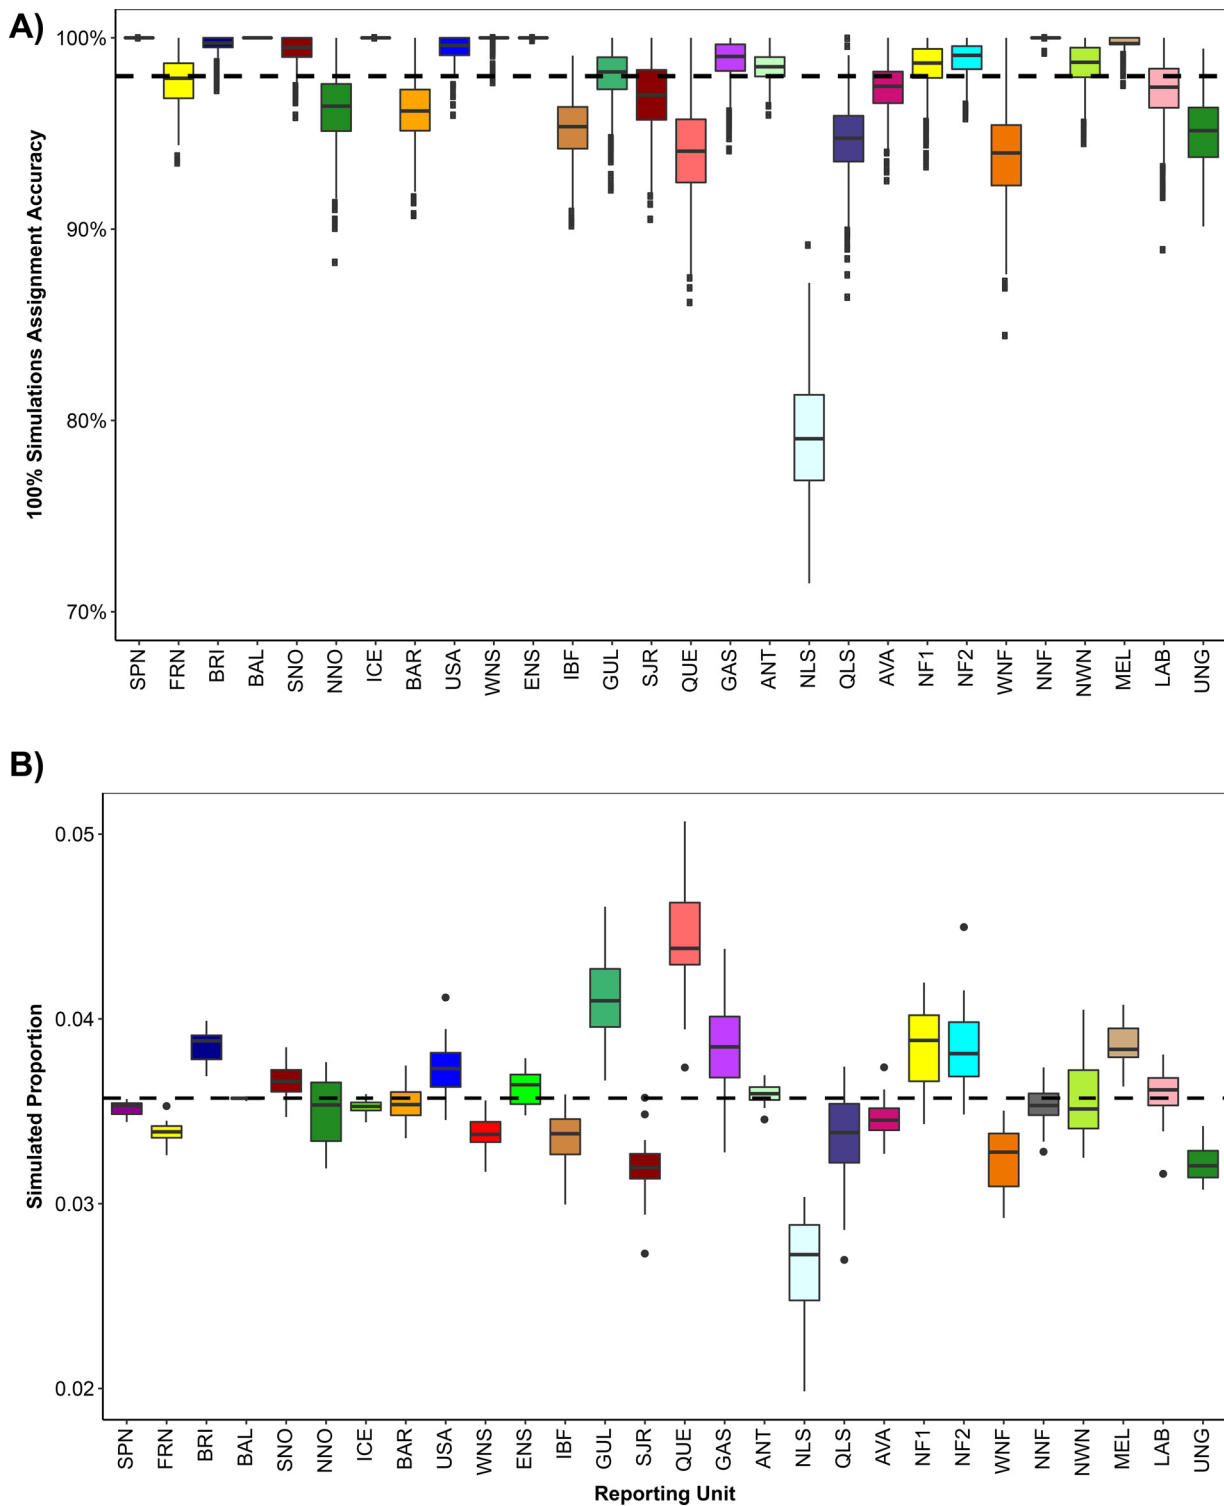 A)
100% Simulations Assignment Accuracy
100%
90%
80%
70%
SPN FRN BRI BAL SNO NNO ICE BAR USA WNS ENS IBF GUL SJR QUE GAS ANT NLS QLS AVA NF1 NF2 WNF NNF NWN MEL LAB UNG
B)
Simulated Proportion
0.05
0.04
0.03
0.02
SPN FRN BRI BAL SNO NNO ICE BAR USA WNS ENS IBF GUL SJR QUE GAS ANT NLS QLS AVA NF1 NF2 WNF NNF NWN MEL LAB UNG
Reporting Unit